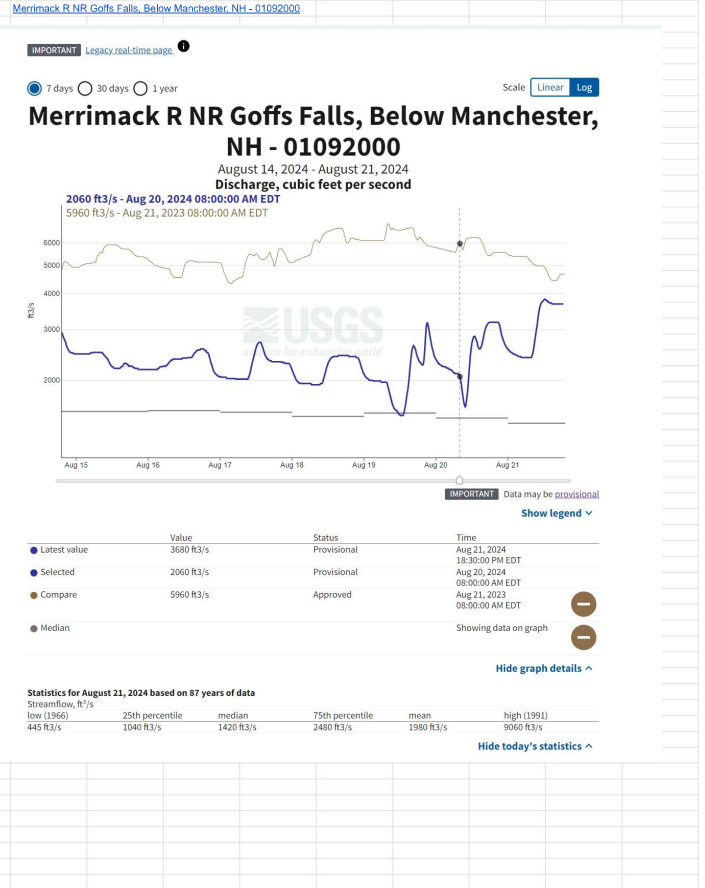 Merrimack R NR Goffs Falls, Below Manchester, NH - 01092000
IMPORTANT Legacy real-time page i
7 days 30 days 1 year Scale Linear Log
Merrimack R NR Goffs Falls, Below Manchester,
NH - 01092000
August 14, 2024 - August 21, 2024
Discharge, cubic feet per second
2060 ft3/s - Aug 20, 2024 08:00:00 AM EDT
5960 ft3/s - Aug 21, 2023 08:00:00 AM EDT
6000
5000
4000
ft3/s
3000
2000
USGS
science for a changing world
Aug 15 Aug 16 Aug 17 Aug 18 Aug 19 Aug 20 Aug 21
IMPORTANT Data may be provisional
Show legend
Value Status Time
Latest value 3680 ft3/s Provisional Aug 21, 2024
18:30:00 PM EDT
Selected 2060 ft3/s Provisional Aug 20, 2024
08:00:00 AM EDT
Compare 5960 ft3/s Approved Aug 21, 2023
08:00:00 AM EDT
Median Showing data on graph
Hide graph details
Statistics for August 21, 2024 based on 87 years of data
Streamflow, ft³/s
low (1966) 25th percentile median 75th percentile mean high (1991)
445 ft3/s 1040 ft3/s 1420 ft3/s 2480 ft3/s 1980 ft3/s 9060 ft3/s
Hide today's statistics